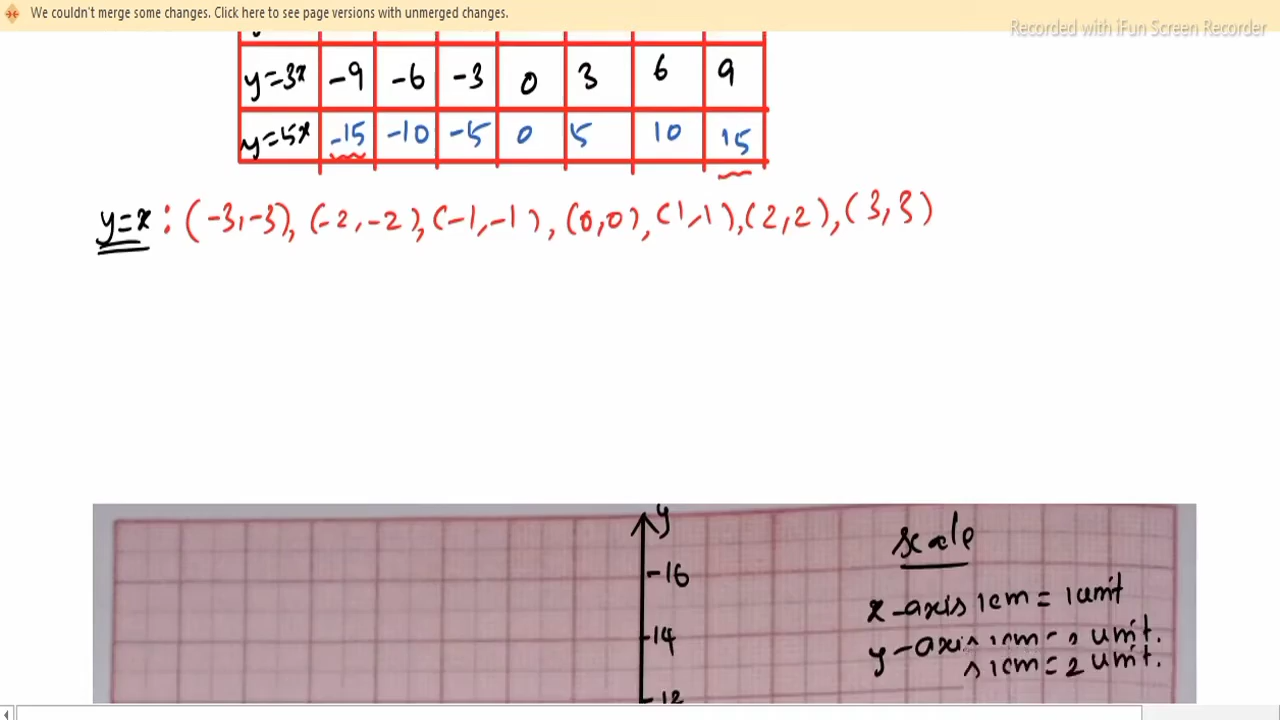 We couldn't merge some changes. Click here to see page versions with unmerged changes.
Recorded with iFun Screen Recorder
y=3x -9 -6 -3 0 3 6 9
y=5x -15 -10 -5 0 5 10 15
y=x : (-3,-3), (-2,-2), (-1,-1), (0,0), (1,1), (2,2), (3,3)
y
scale
-16
x-axis 1cm = 1unit
14
y-axis 1cm = 2 unit.
1cm = 2 unit.
12